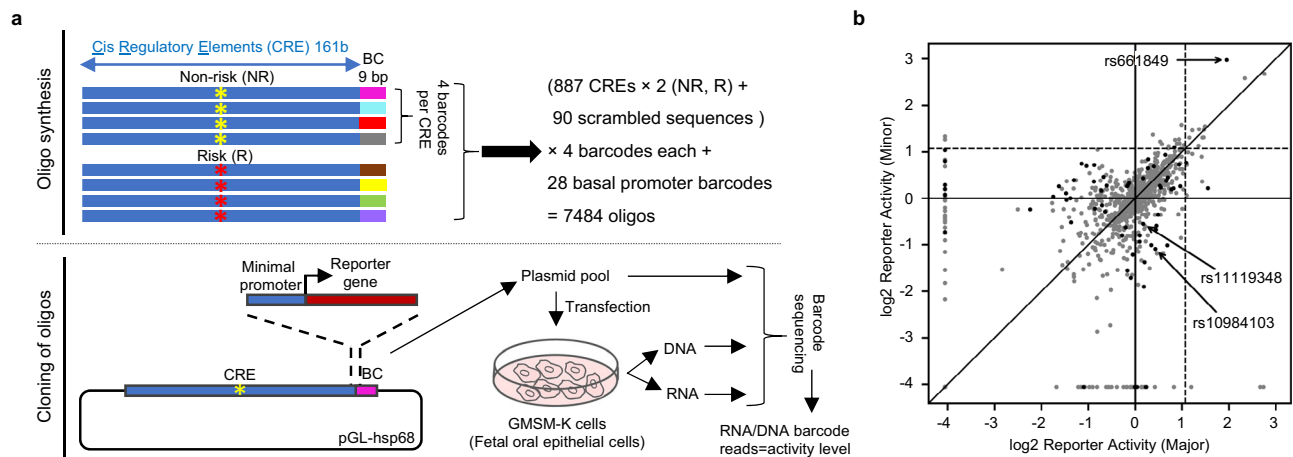 a
Oligo synthesis
Cis Regulatory Elements (CRE) 161b
BC
9 bp
Non-risk (NR)
Risk (R)
4 barcodes
per CRE
(887 CREs × 2 (NR, R) +
90 scrambled sequences )
× 4 barcodes each +
28 basal promoter barcodes
= 7484 oligos
Cloning of oligos
Minimal
promoter
Reporter
gene
CRE
BC
pGL-hsp68
Plasmid pool
Transfection
GMSM-K cells
(Fetal oral epithelial cells)
DNA
RNA
Barcode
sequencing
RNA/DNA barcode
reads=activity level
b
log2 Reporter Activity (Minor)
3
2
1
0
-1
-2
-3
-4
rs661849
rs11119348
rs10984103
-4
-3
-2
-1
0
1
2
3
log2 Reporter Activity (Major)